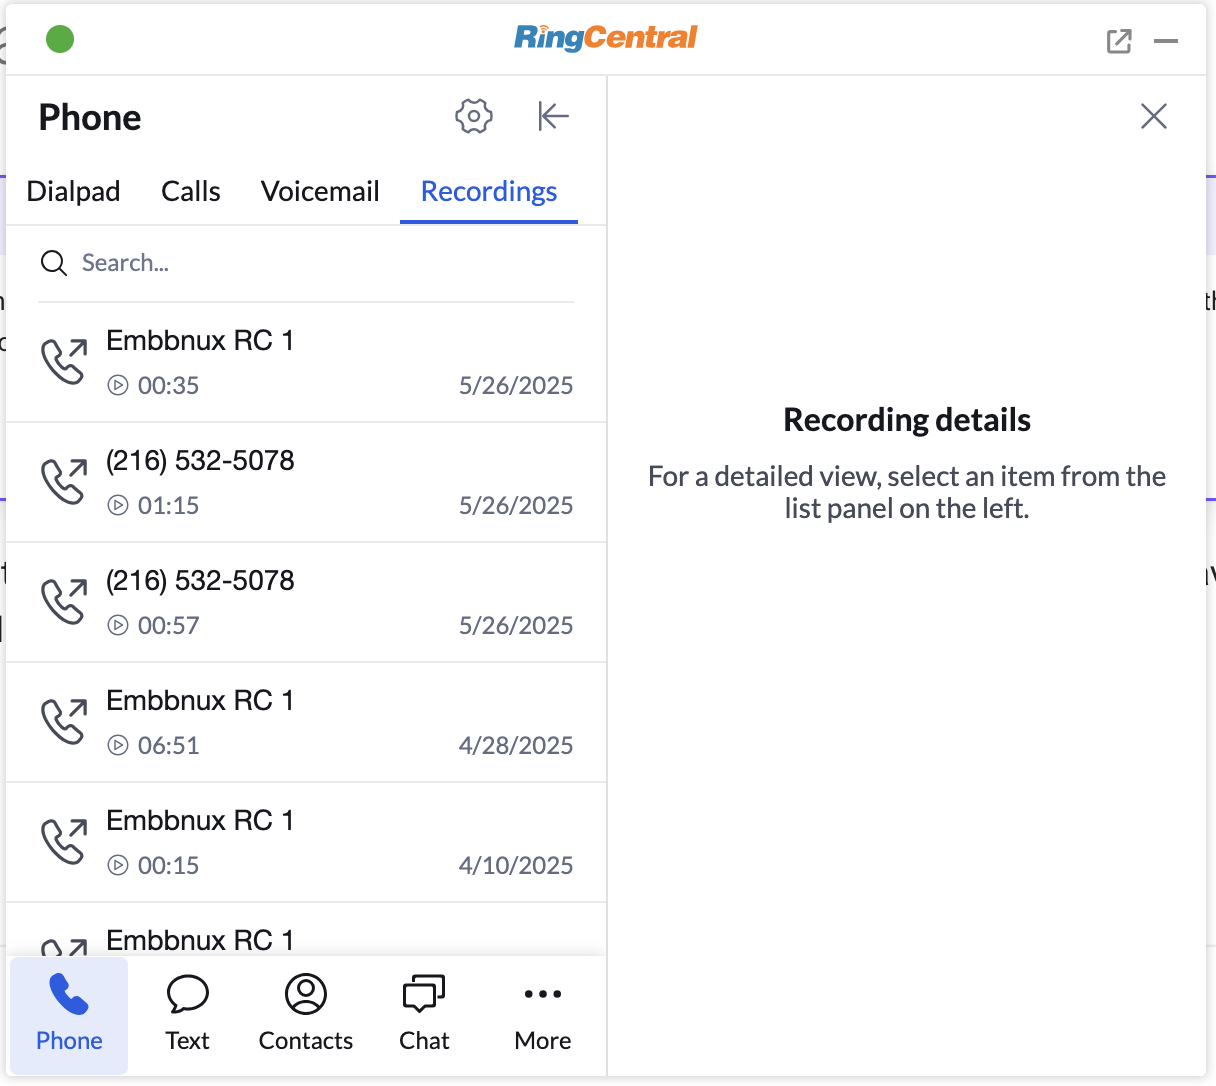 RingCentral
Phone
Dialpad Calls Voicemail Recordings
Search...
Embbnux RC 1
00:35 5/26/2025
(216) 532-5078
01:15 5/26/2025
(216) 532-5078
00:57 5/26/2025
Embbnux RC 1
06:51 4/28/2025
Embbnux RC 1
00:15 4/10/2025
Embbnux RC 1
Phone Text Contacts Chat More
Recording details
For a detailed view, select an item from the
list panel on the left.